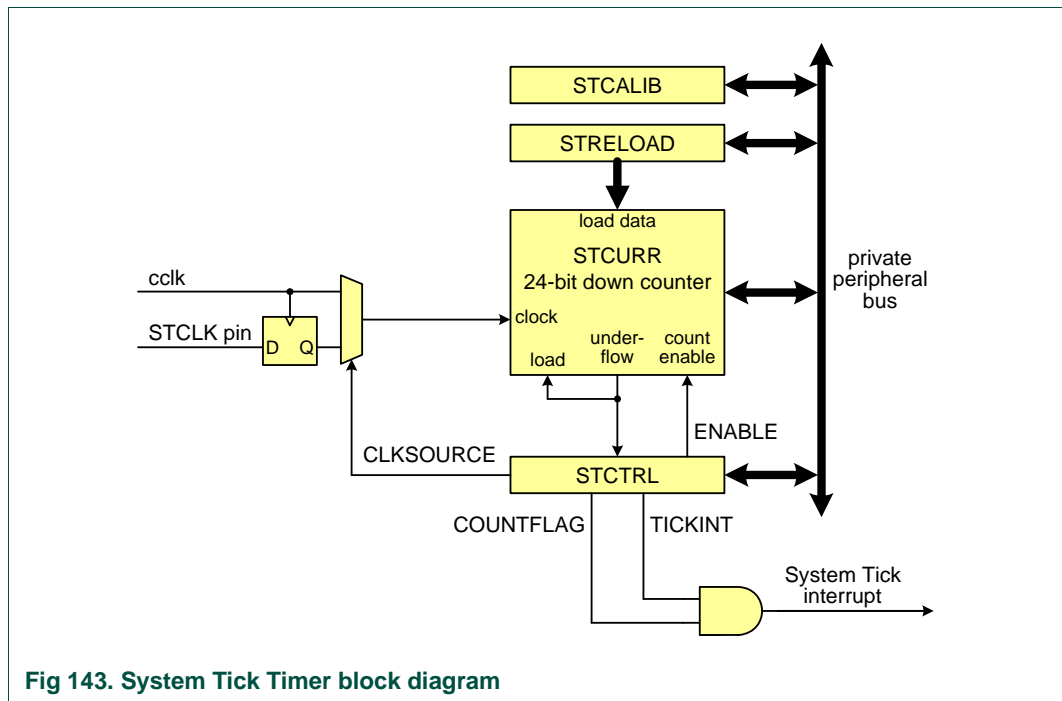 STCALIB
STRELOAD
load data
STCURR
24-bit down counter
private
peripheral
bus
cclk
clock
STCLK pin
D Q
under-
flow
count
enable
load
ENABLE
CLKSOURCE
STCTRL
COUNTFLAG
TICKINT
System Tick
interrupt
Fig 143. System Tick Timer block diagram